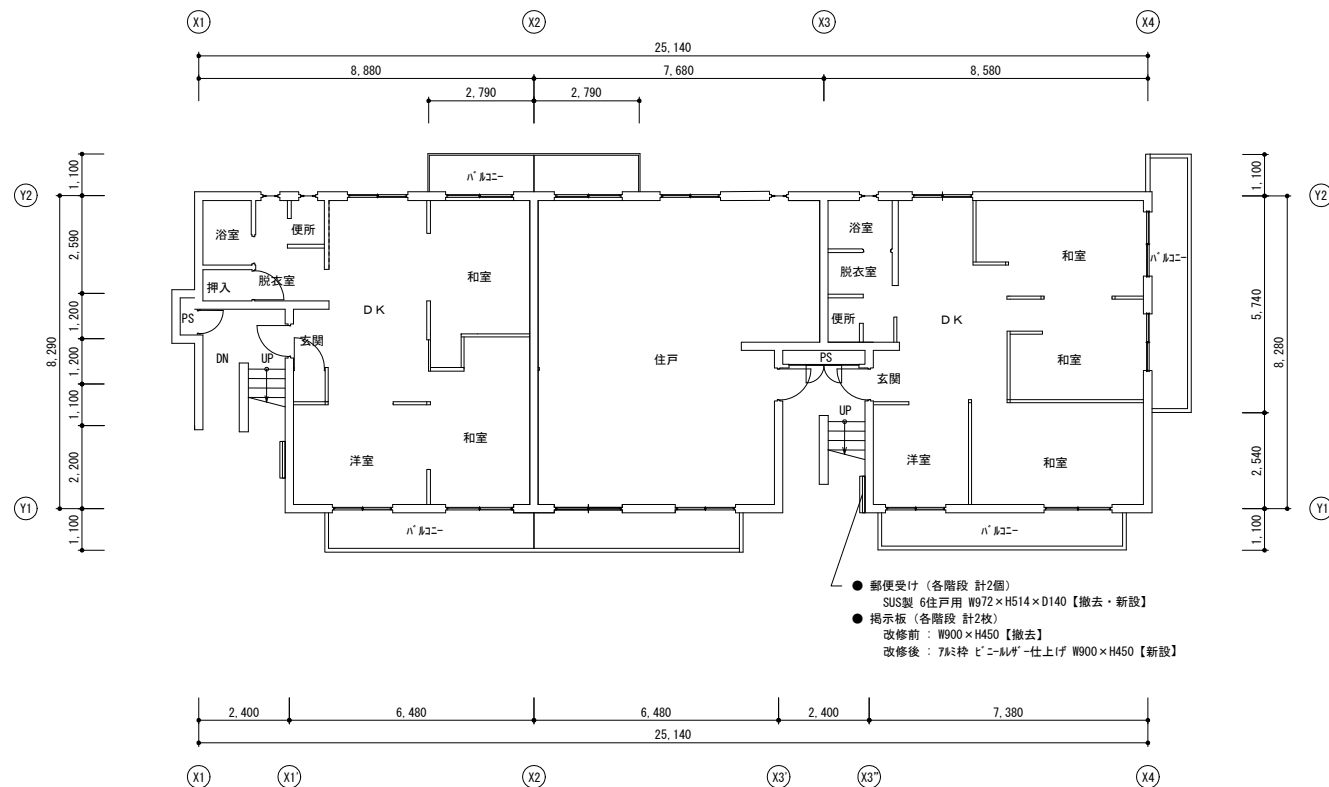 X1 X2 X3 X4
25,140
8,880 7,680 8,580
2,790 2,790
1,100 1,100
Y2 Y2
バルコニー
浴室 便所 浴室
和室 和室
2,590
押入 脱衣室 脱衣室 バルコニー
DK DK
PS 1,200 便所 5,740
玄関
8,290 8,280
DN UP 住戸 PS 和室
1,200 玄関
1,100 UP
和室
洋室 洋室 和室
2,200 2,540
Y1 Y1
1,100 バルコニー バルコニー 1,100
● 郵便受け (各階段 計2個)
SUS製 6住戸用 W972×H514×D140【撤去・新設】
● 掲示板 (各階段 計2枚)
改修前 : W900×H450【撤去】
改修後 : アルミ枠 ビニールレザー仕上げ W900×H450【新設】
2,400 6,480 6,480 2,400 7,380
25,140
X1 X1' X2 X3' X3" X4